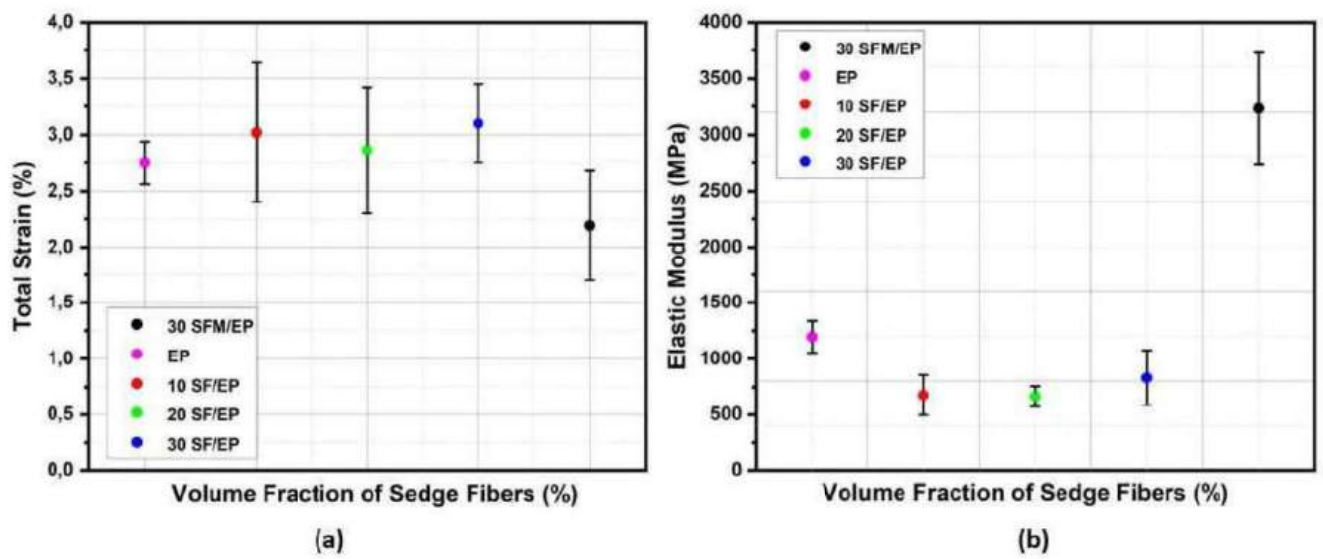 4,0
3,5
3,0
2,5
2,0
1,5
1,0
0,5
0,0
Total Strain (%)
30 SFM/EP
EP
10 SF/EP
20 SF/EP
30 SF/EP
Volume Fraction of Sedge Fibers (%)
(a)
4000
3500
3000
2500
2000
1500
1000
500
0
Elastic Modulus (MPa)
30 SFM/EP
EP
10 SF/EP
20 SF/EP
30 SF/EP
Volume Fraction of Sedge Fibers (%)
(b)